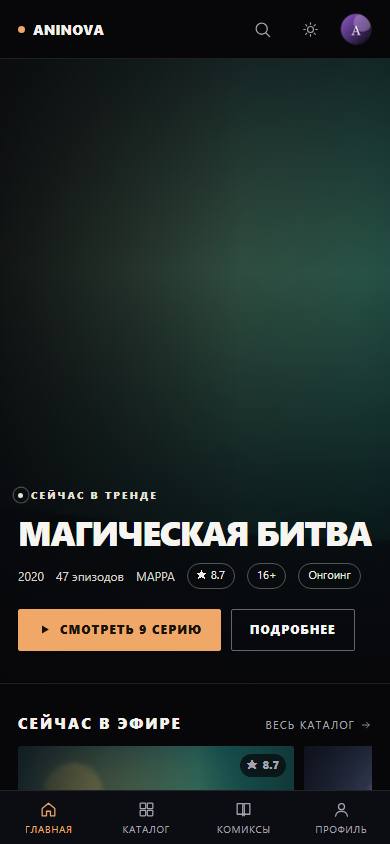 ANINOVA
A
СЕЙЧАС В ТРЕНДЕ
МАГИЧЕСКАЯ БИТВА
2020 47 эпизодов MAPPA ★ 8.7 16+ Онгоинг
СМОТРЕТЬ 9 СЕРИЮ ПОДРОБНЕЕ
СЕЙЧАС В ЭФИРЕ ВЕСЬ КАТАЛОГ →
★ 8.7
ГЛАВНАЯ КАТАЛОГ КОМИКСЫ ПРОФИЛЬ